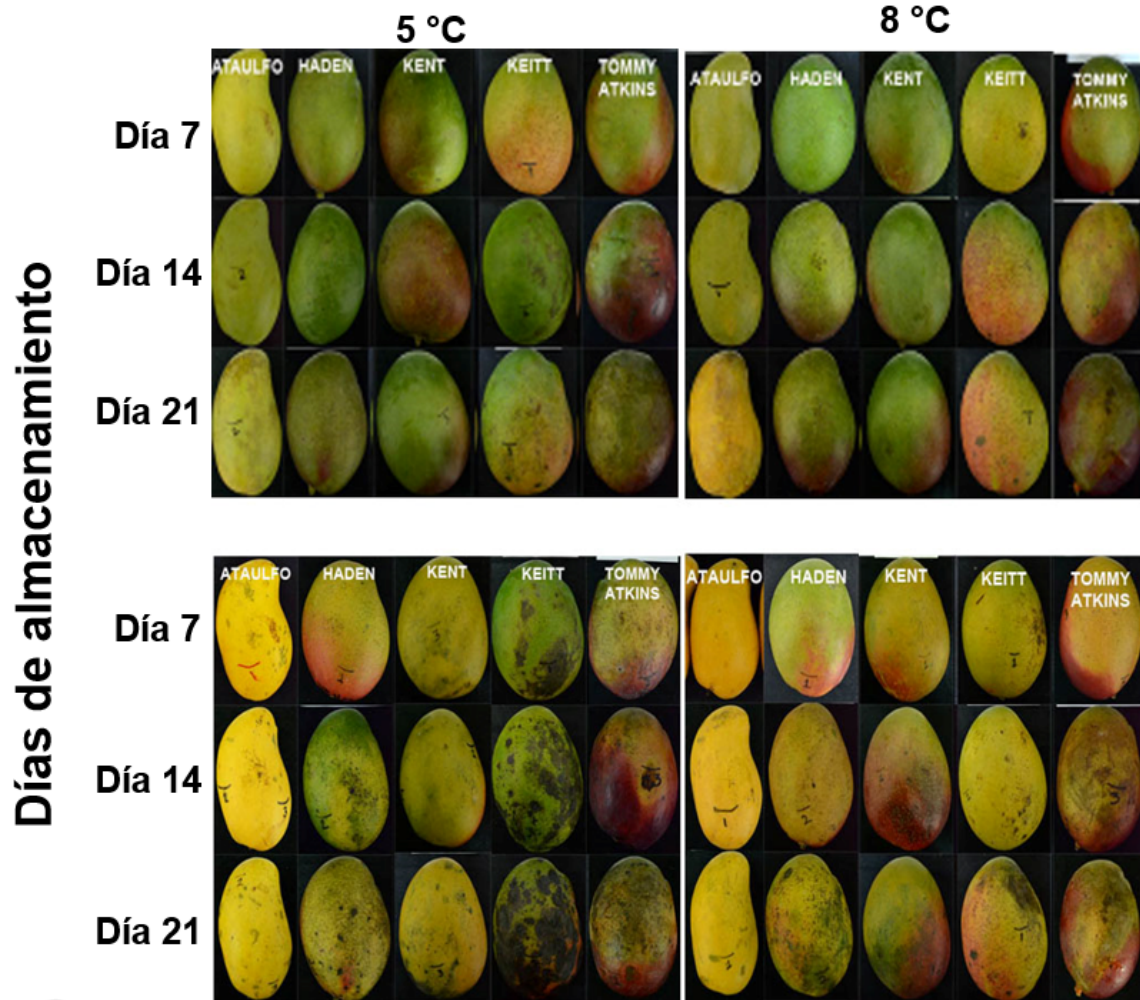 5 °C
8 °C
ATAULFO HADEN KENT KEITT TOMMY ATKINS
ATAULFO HADEN KENT KEITT TOMMY ATKINS
Día 7
Día 14
Día 21
Días de almacenamiento
ATAULFO HADEN KENT KEITT TOMMY ATKINS
ATAULFO HADEN KENT KEITT TOMMY ATKINS
Día 7
Día 14
Día 21